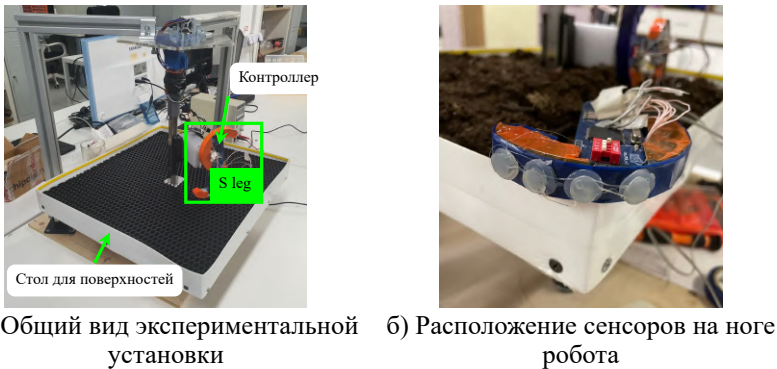 Контроллер
S leg
Стол для поверхностей
Общий вид экспериментальной
установки
б) Расположение сенсоров на ноге
робота